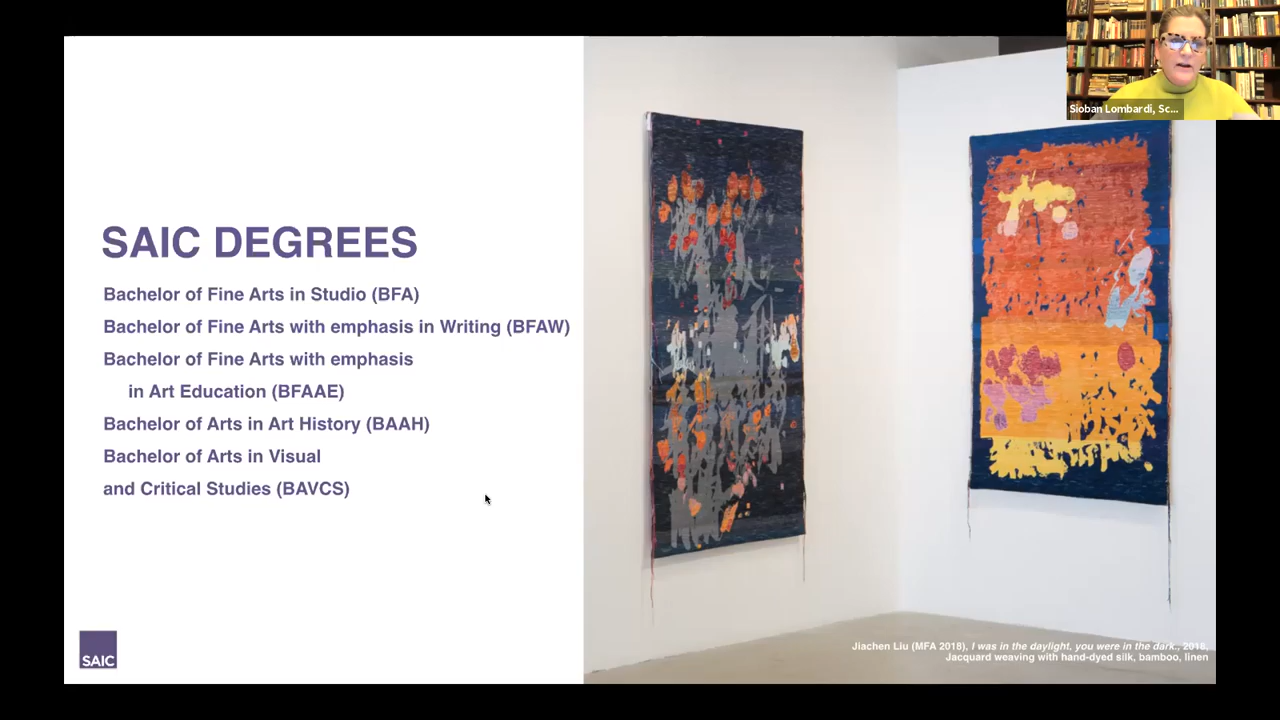 Sioban Lombardi, Sc...
SAIC DEGREES
Bachelor of Fine Arts in Studio (BFA)
Bachelor of Fine Arts with emphasis in Writing (BFAW)
Bachelor of Fine Arts with emphasis
in Art Education (BFAAE)
Bachelor of Arts in Art History (BAAH)
Bachelor of Arts in Visual
and Critical Studies (BAVCS)
SAIC
Jiachen Liu (MFA 2018), I was in the daylight, you were in the dark., 2018,
Jacquard weaving with hand-dyed silk, bamboo, linen